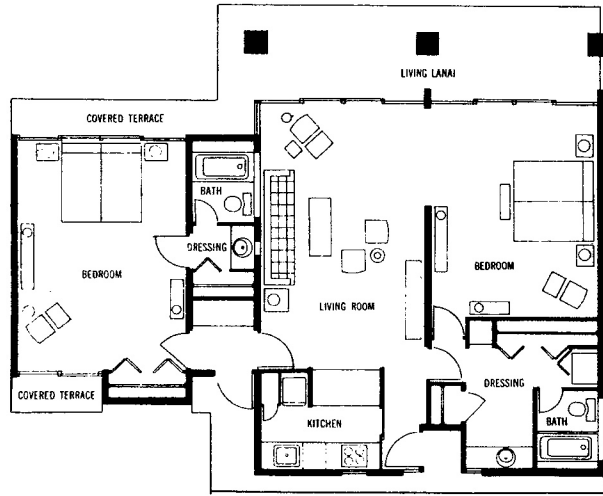 LIVING LANAI
COVERED TERRACE
BATH
DRESSING
BEDROOM
BEDROOM
LIVING ROOM
DRESSING
COVERED TERRACE
KITCHEN
BATH